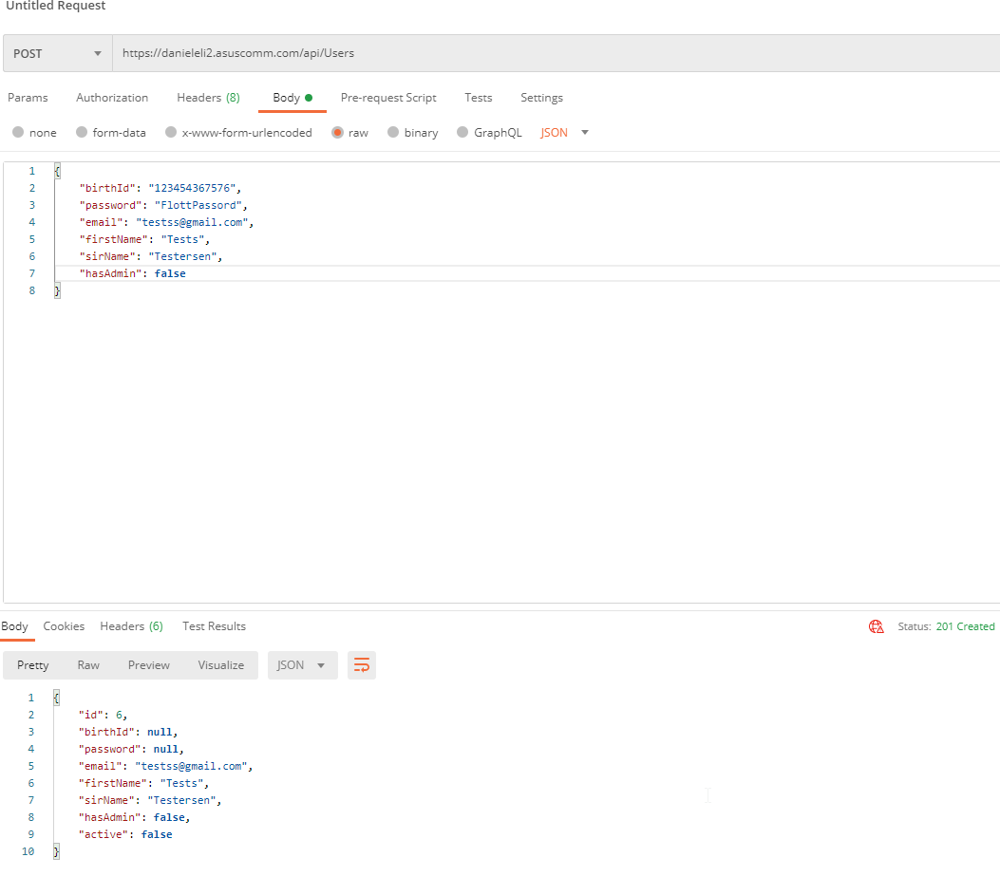 Untitled Request
POST https://danieleli2.asuscomm.com/api/Users
Params Authorization Headers (8) Body Pre-request Script Tests Settings
none form-data x-www-form-urlencoded raw binary GraphQL JSON
1 {
2 "birthId": "123454367576",
3 "password": "FlottPassord",
4 "email": "testss@gmail.com",
5 "firstName": "Tests",
6 "sirName": "Testersen",
7 "hasAdmin": false
8 }
Body Cookies Headers (6) Test Results Status: 201 Created
Pretty Raw Preview Visualize JSON
1 {
2 "id": 6,
3 "birthId": null,
4 "password": null,
5 "email": "testss@gmail.com",
6 "firstName": "Tests",
7 "sirName": "Testersen",
8 "hasAdmin": false,
9 "active": false
10 }